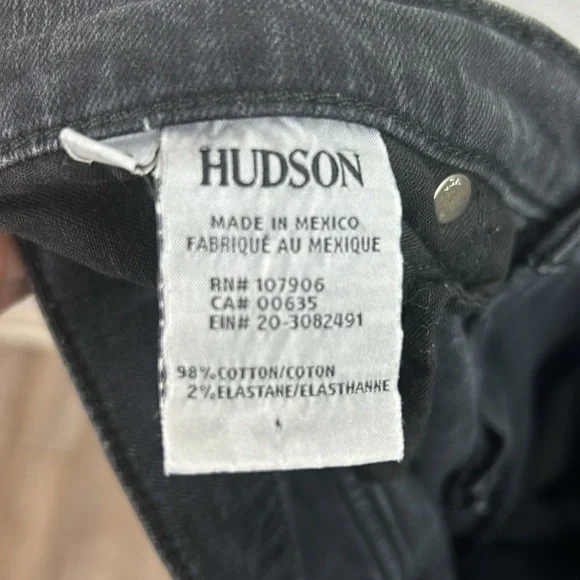 HUDSON
MADE IN MEXICO
FABRIQUÉ AU MEXIQUE
RN# 107906
CA# 00635
EIN# 20-3082491
98% COTTON/COTON
2% ELASTANE/ELASTHANNE